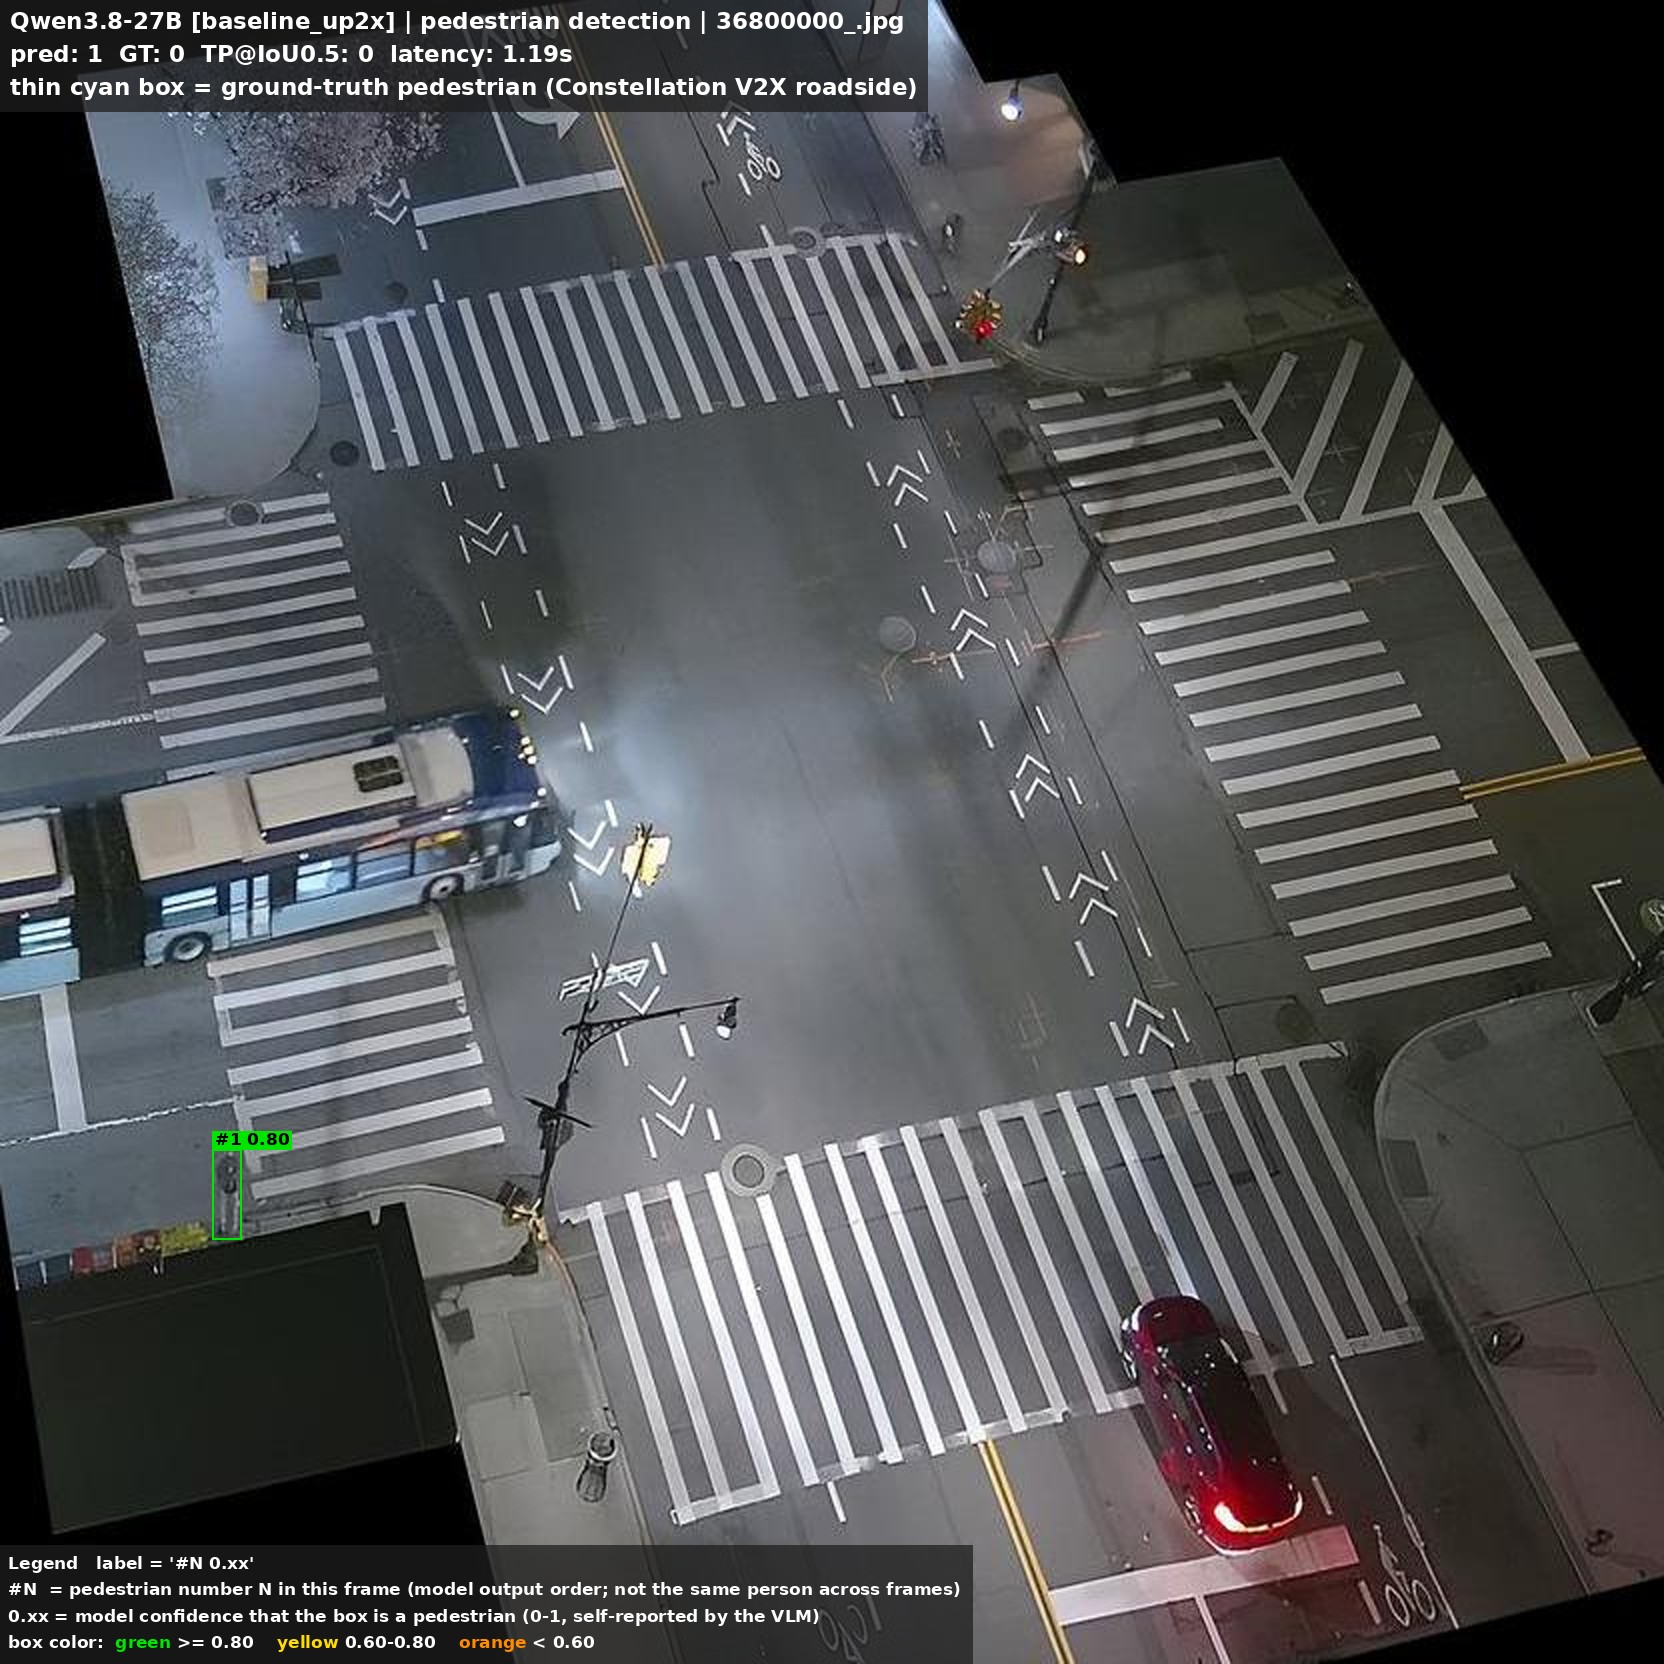 Qwen3.8-27B [baseline_up2x] | pedestrian detection | 36800000_.jpg
pred: 1  GT: 0  TP@IoU0.5: 0  latency: 1.19s
thin cyan box = ground-truth pedestrian (Constellation V2X roadside)
#1 0.80
Legend   label = '#N 0.xx'
#N  = pedestrian number N in this frame (model output order; not the same person across frames)
0.xx = model confidence that the box is a pedestrian (0-1, self-reported by the VLM)
box color:  green >= 0.80    yellow 0.60-0.80    orange < 0.60